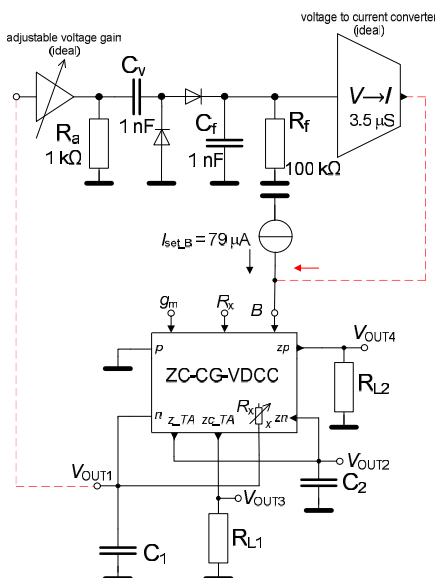 voltage to current converter
(ideal)
adjustable voltage gain
(ideal)
Cv
1 nF
Ra
1 kΩ
Cf
1 nF
Rf
100 kΩ
V→I
3.5 µS
Iset_B = 79 µA
gm
Rx
B
p
zp
VOUT4
ZC-CG-VDCC
RL2
n
z_TA
zc_TA
Rx
x
zn
VOUT1
VOUT2
VOUT3
C2
C1
RL1